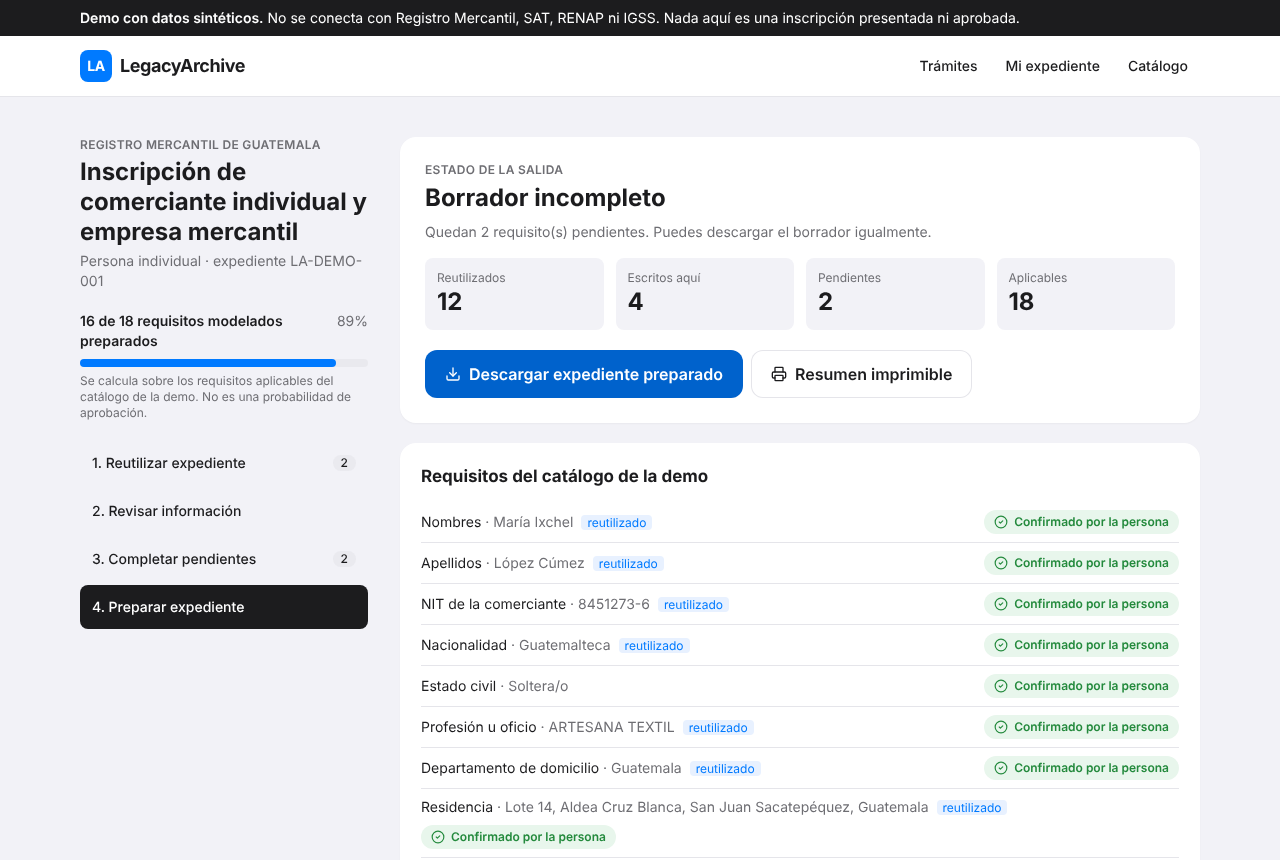 Demo con datos sintéticos. No se conecta con Registro Mercantil, SAT, RENAP ni IGSS. Nada aquí es una inscripción presentada ni aprobada.
LA LegacyArchive
Trámites Mi expediente Catálogo
REGISTRO MERCANTIL DE GUATEMALA
Inscripción de
comerciante individual y
empresa mercantil
Persona individual · expediente LA-DEMO-
001
16 de 18 requisitos modelados
preparados
89%
Se calcula sobre los requisitos aplicables del
catálogo de la demo. No es una probabilidad de
aprobación.
1. Reutilizar expediente 2
2. Revisar información
3. Completar pendientes 2
4. Preparar expediente
ESTADO DE LA SALIDA
Borrador incompleto
Quedan 2 requisito(s) pendientes. Puedes descargar el borrador igualmente.
Reutilizados
12
Escritos aquí
4
Pendientes
2
Aplicables
18
Descargar expediente preparado
Resumen imprimible
Requisitos del catálogo de la demo
Nombres · María Ixchel reutilizado Confirmado por la persona
Apellidos · López Cúmez reutilizado Confirmado por la persona
NIT de la comerciante · 8451273-6 reutilizado Confirmado por la persona
Nacionalidad · Guatemalteca reutilizado Confirmado por la persona
Estado civil · Soltera/o Confirmado por la persona
Profesión u oficio · ARTESANA TEXTIL reutilizado Confirmado por la persona
Departamento de domicilio · Guatemala reutilizado Confirmado por la persona
Residencia · Lote 14, Aldea Cruz Blanca, San Juan Sacatepéquez, Guatemala reutilizado
Confirmado por la persona